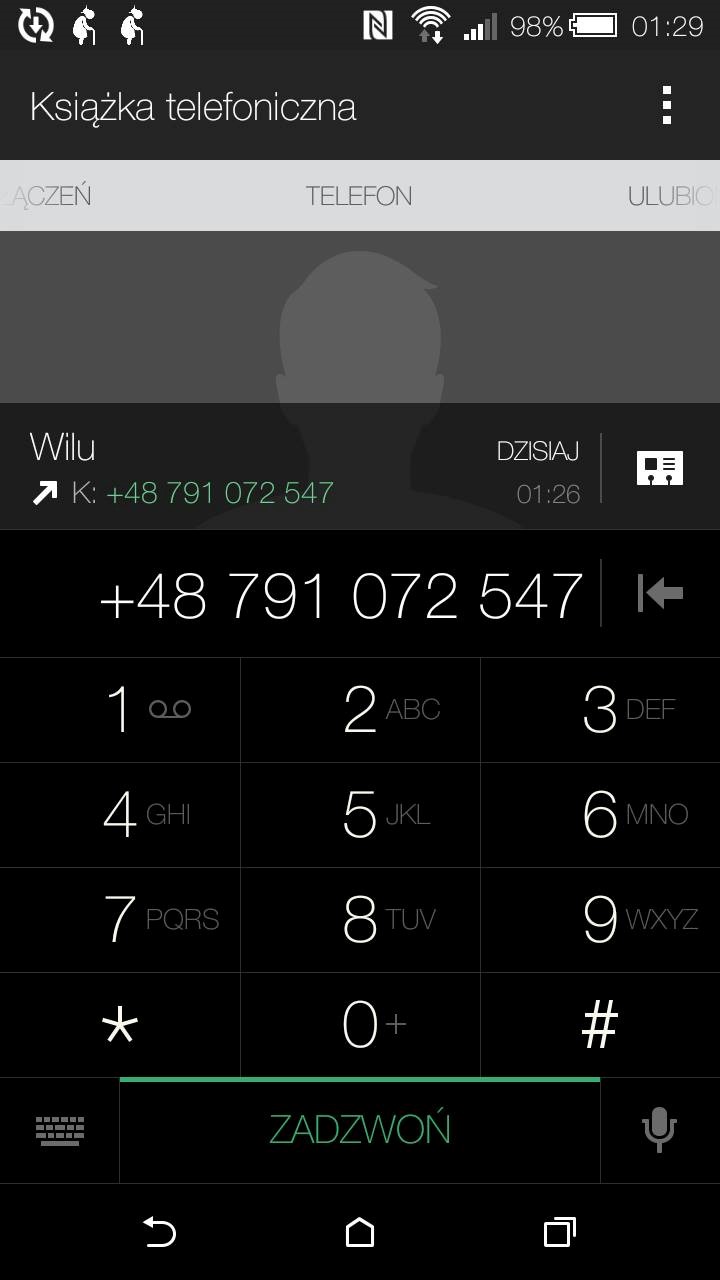 98% 01:29
Książka telefoniczna
ĄCZEŃ TELEFON ULUBIO
Wilu DZISIAJ
K: +48 791 072 547 01:26
+48 791 072 547
1 2 ABC 3 DEF
4 GHI 5 JKL 6 MNO
7 PQRS 8 TUV 9 WXYZ
* 0 + #
ZADZWOŃ